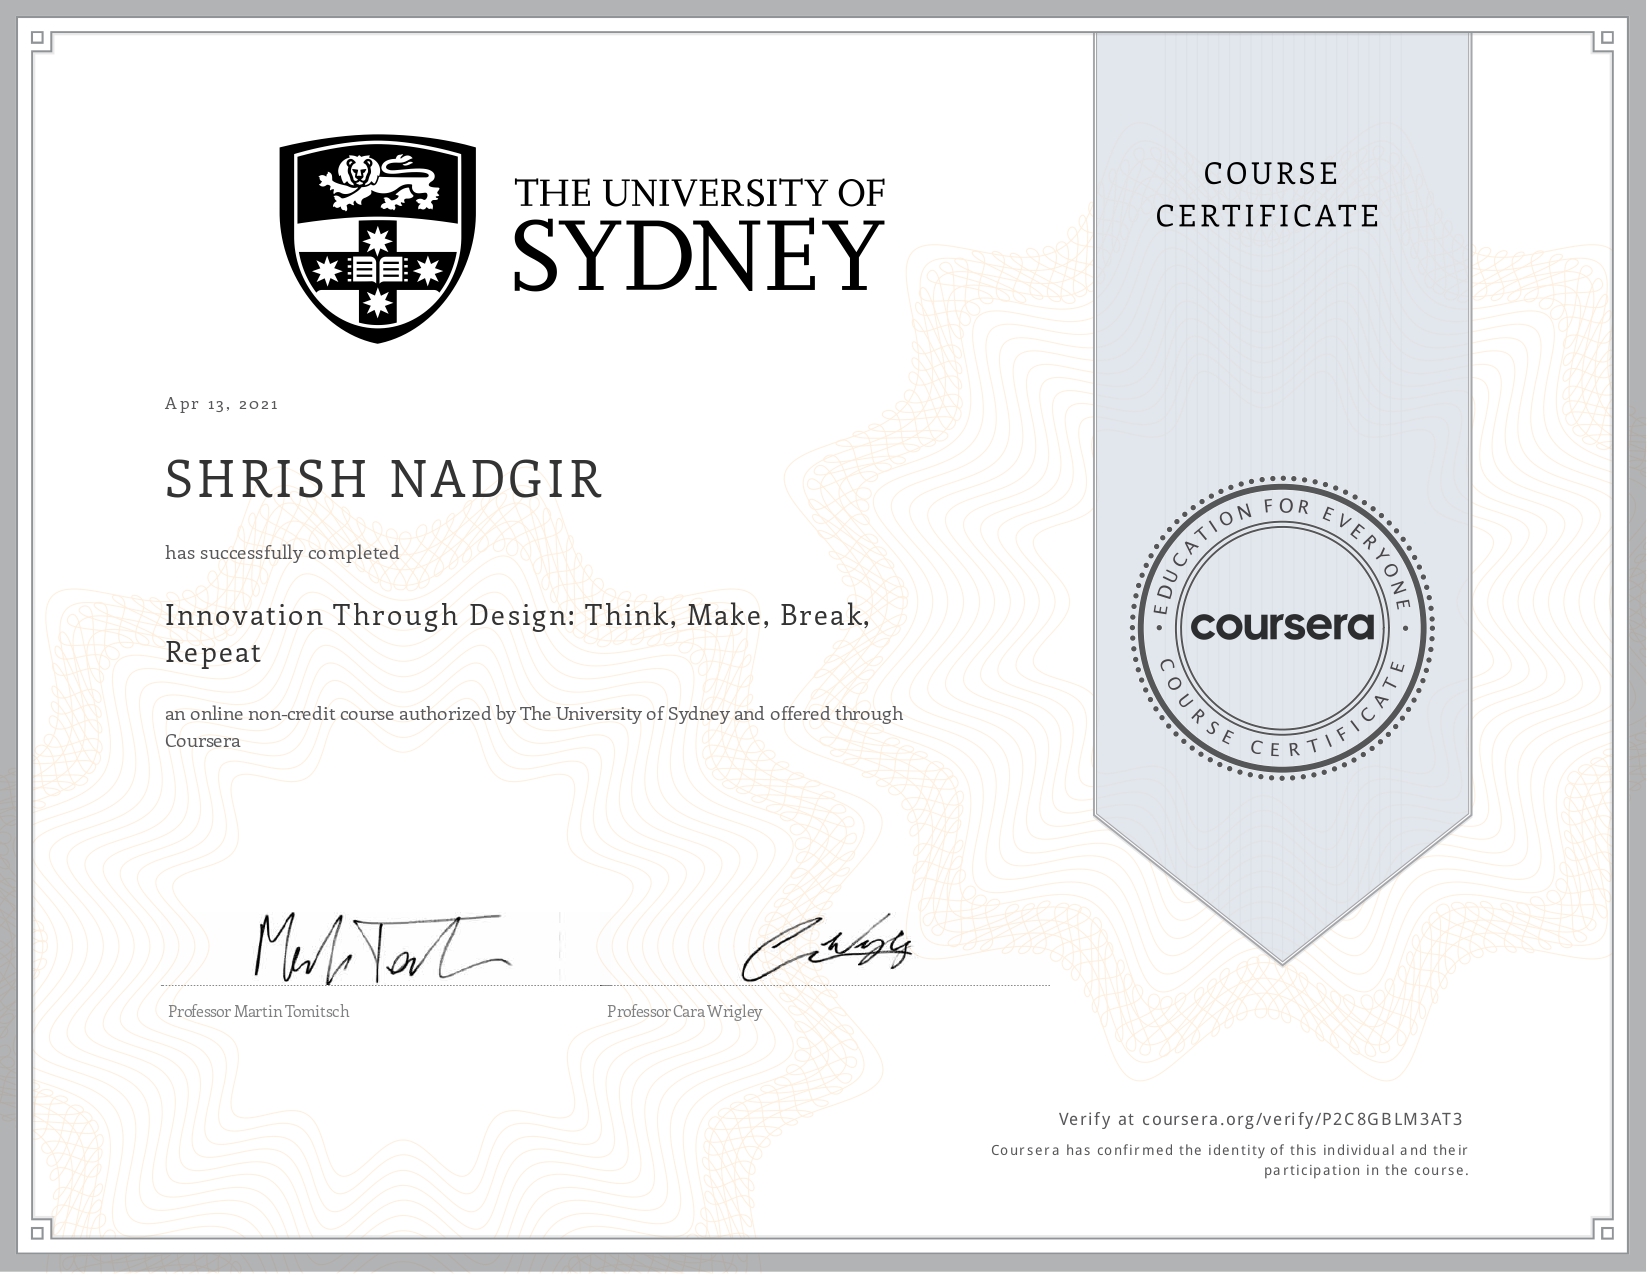 THE UNIVERSITY OF
SYDNEY
COURSE
CERTIFICATE
Apr 13, 2021
SHRISH NADGIR
has successfully completed
Innovation Through Design: Think, Make, Break,
Repeat
an online non-credit course authorized by The University of Sydney and offered through
Coursera
• EDUCATION FOR EVERYONE •
coursera
COURSE CERTIFICATE
Professor Martin Tomitsch
Professor Cara Wrigley
Verify at coursera.org/verify/P2C8GBLM3AT3
Coursera has confirmed the identity of this individual and their
participation in the course.